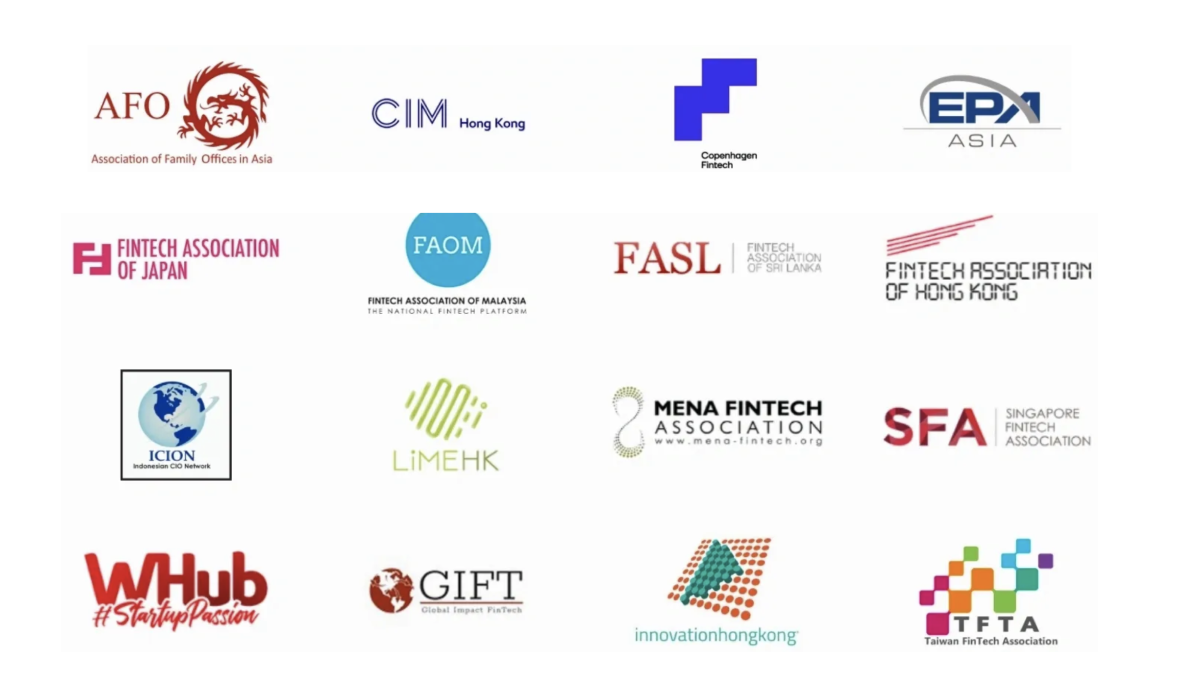 AFO
Association of Family Offices in Asia
CIM Hong Kong
Copenhagen
Fintech
EPA
ASIA
FINTECH ASSOCIATION
OF JAPAN
FAOM
FINTECH ASSOCIATION OF MALAYSIA
THE NATIONAL FINTECH PLATFORM
FASL
FINTECH
ASSOCIATION
OF SRI LANKA
FINTECH ASSOCIATION
OF HONG KONG
ICION
Indonesian CIO Network
LiMEHK
MENA FINTECH
ASSOCIATION
www.mena-fintech.org
SFA
SINGAPORE
FINTECH
ASSOCIATION
WHub
#StartupPassion
GIFT
Global Impact FinTech
innovationhongkong
TFTA
Taiwan FinTech Association